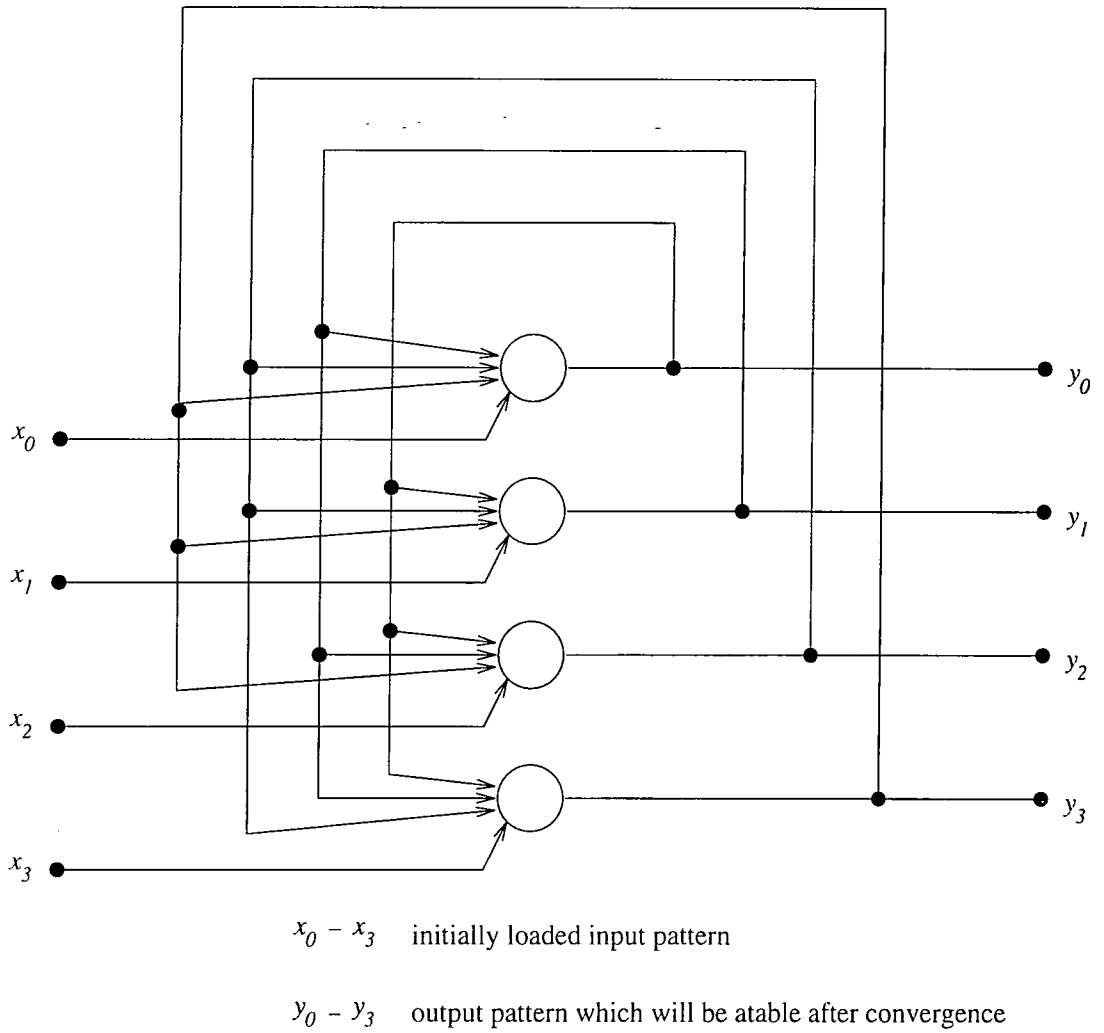 y0
x0
y1
x1
y2
x2
y3
x3
x0 – x3 initially loaded input pattern
y0 – y3 output pattern which will be atable after convergence